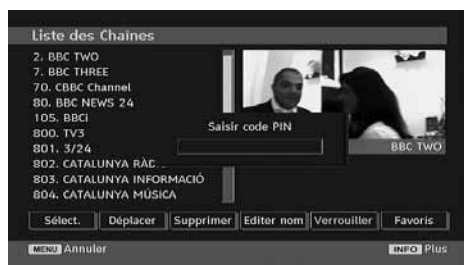 Liste des Chaînes
2. BBC TWO
7. BBC THREE
70. CBBC Channel
80. BBC NEWS 24
105. BBCi
800. TV3
801. 3/24
802. CATALUNYA RÀD
803. CATALUNYA INFORMACIÓ
804. CATALUNYA MÚSICA
Saisir code PIN
BBC TWO
Sélect. Déplacer Supprimer Editer nom Verrouiller Favoris
MENU Annuler INFO Plus